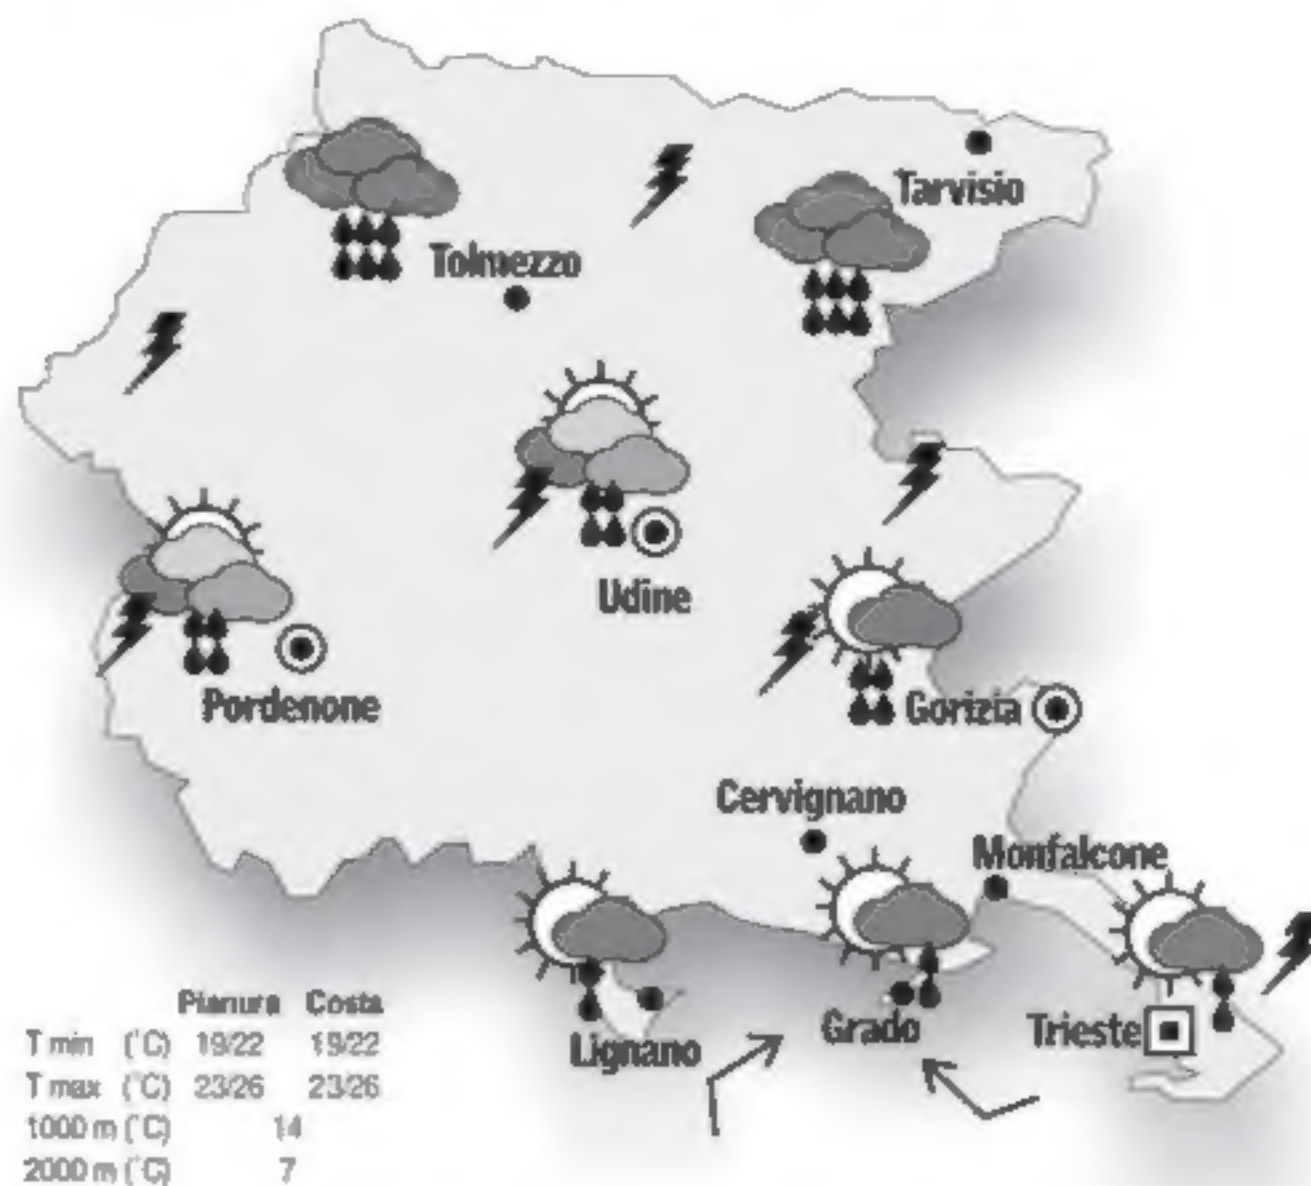 Tarvisio
Tolmezzo
Udine
Pordenone
Gorizia
Cervignano
Monfalcone
Lignano
Grado
Trieste
Pianura Costa
T min (°C) 19/22 19/22
T max (°C) 23/26 23/26
1000 m (°C) 14
2000 m (°C) 7